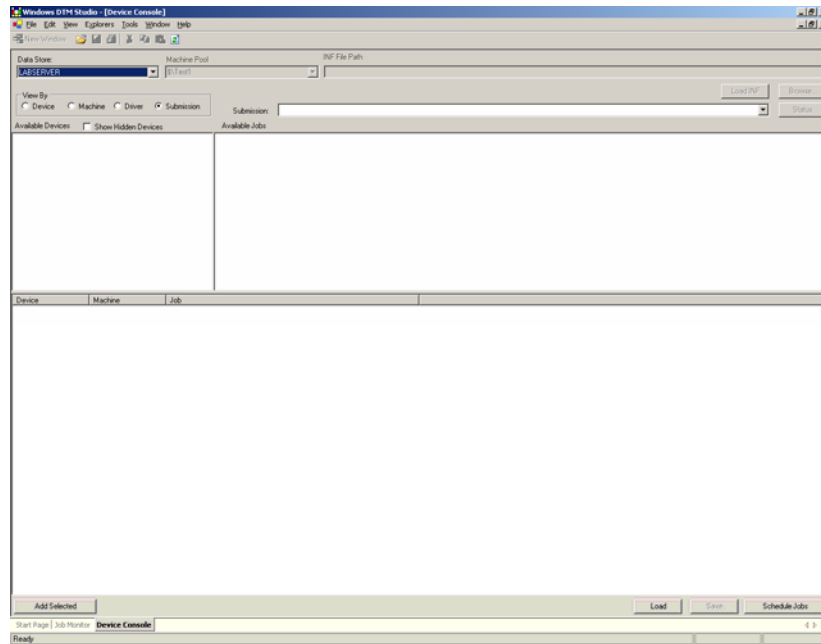 Windows DTM Studio - [Device Console]
File Edit View Explorers Tools Window Help
New Window
Data Store: Machine Pool INF File Path
LABSERVER $\Test1
Load INF Browse...
View By
Device Machine Driver Submission Submission: Status
Available Devices Show Hidden Devices Available Jobs
Device Machine Job
Add Selected Load Save Schedule Jobs
Start Page Job Monitor Device Console
Ready